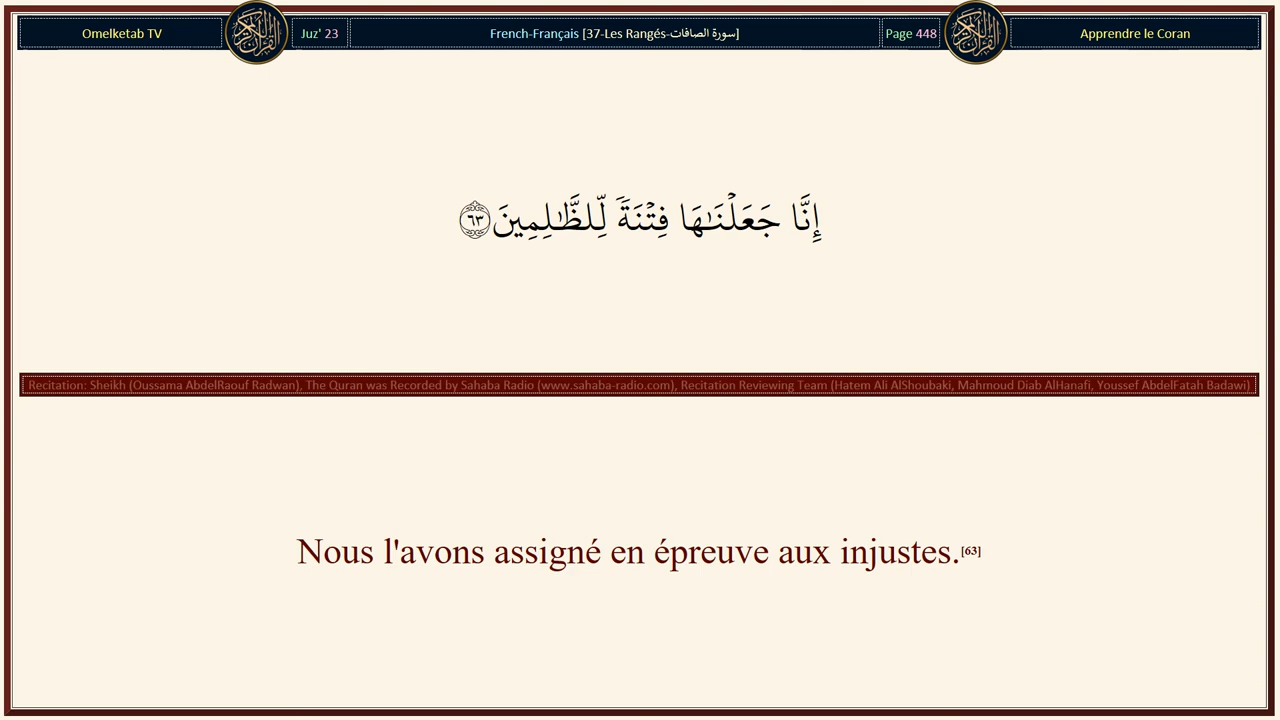 Omelketab TV
Juz' 23
French-Français [37-Les Rangés-سورة الصافات]
Page 448
Apprendre le Coran
إِنَّا جَعَلْنَـٰهَا فِتْنَةً لِّلظَّـٰلِمِينَ ٦٣
Recitation: Sheikh (Oussama AbdelRaouf Radwan), The Quran was Recorded by Sahaba Radio (www.sahaba-radio.com), Recitation Reviewing Team (Hatem Ali AlShoubaki, Mahmoud Diab AlHanafi, Youssef AbdelFatah Badawi)
Nous l'avons assigné en épreuve aux injustes.[63]